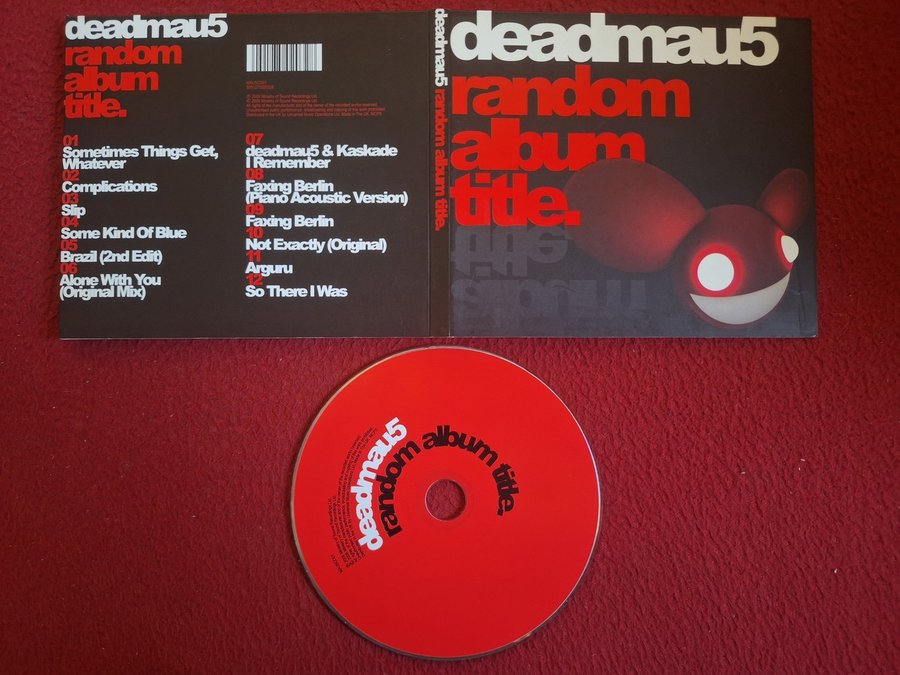 deadmau5
random
album
title.
01
Sometimes Things Get,
Whatever
02
Complications
03
Slip
04
Some Kind Of Blue
05
Brazil (2nd Edit)
06
Alone With You
(Original Mix)
07
deadmau5 & Kaskade
I Remember
08
Faxing Berlin
(Piano Acoustic Version)
09
Faxing Berlin
10
Not Exactly (Original)
11
Arguru
12
So There I Was
deadmau5 random album title.
deadmau5
random
album
title.
deadmau5
random album title.